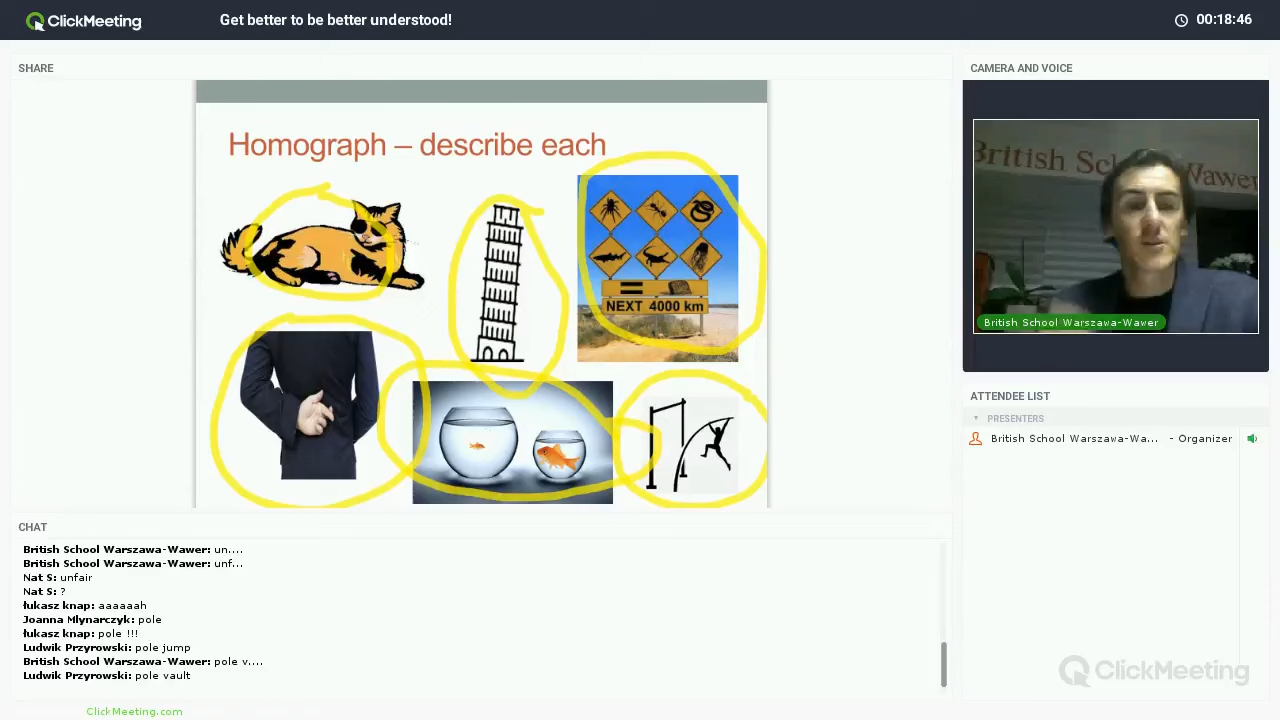 ClickMeeting
Get better to be better understood!
00:18:46
SHARE
CAMERA AND VOICE
Homograph – describe each
NEXT 4000 km
British School Wawer
British School Warszawa-Wawer
ATTENDEE LIST
PRESENTERS
British School Warszawa-Wa... - Organizer
CHAT
British School Warszawa-Wawer: un....
British School Warszawa-Wawer: unf...
Nat S: unfair
Nat S: ?
łukasz knap: aaaaaah
Joanna Mlynarczyk: pole
łukasz knap: pole !!!
Ludwik Przyrowski: pole jump
British School Warszawa-Wawer: pole v....
Ludwik Przyrowski: pole vault
ClickMeeting
ClickMeeting.com